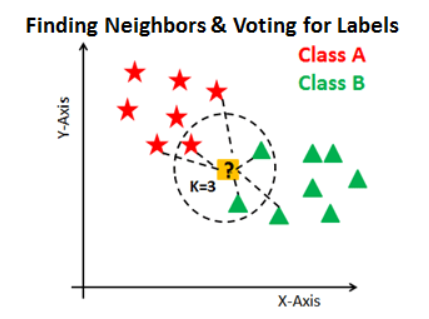 Finding Neighbors & Voting for Labels
Class A
Class B
Y-Axis
?
K=3
X-Axis